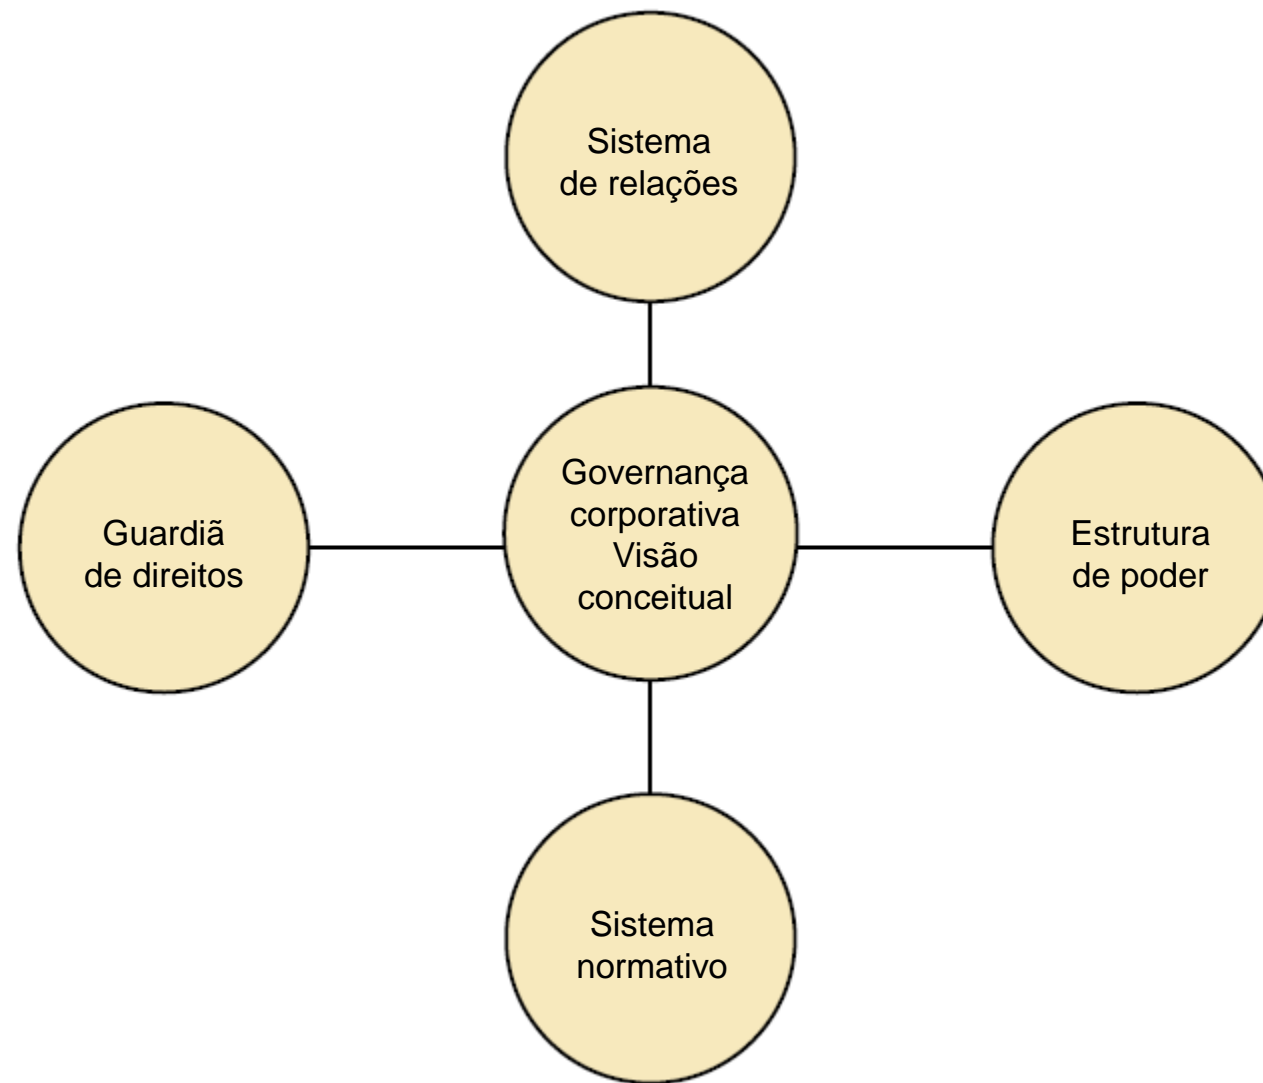 Sistema
de relações
Governança
corporativa
Visão
conceitual
Guardiã
de direitos
Estrutura
de poder
Sistema
normativo